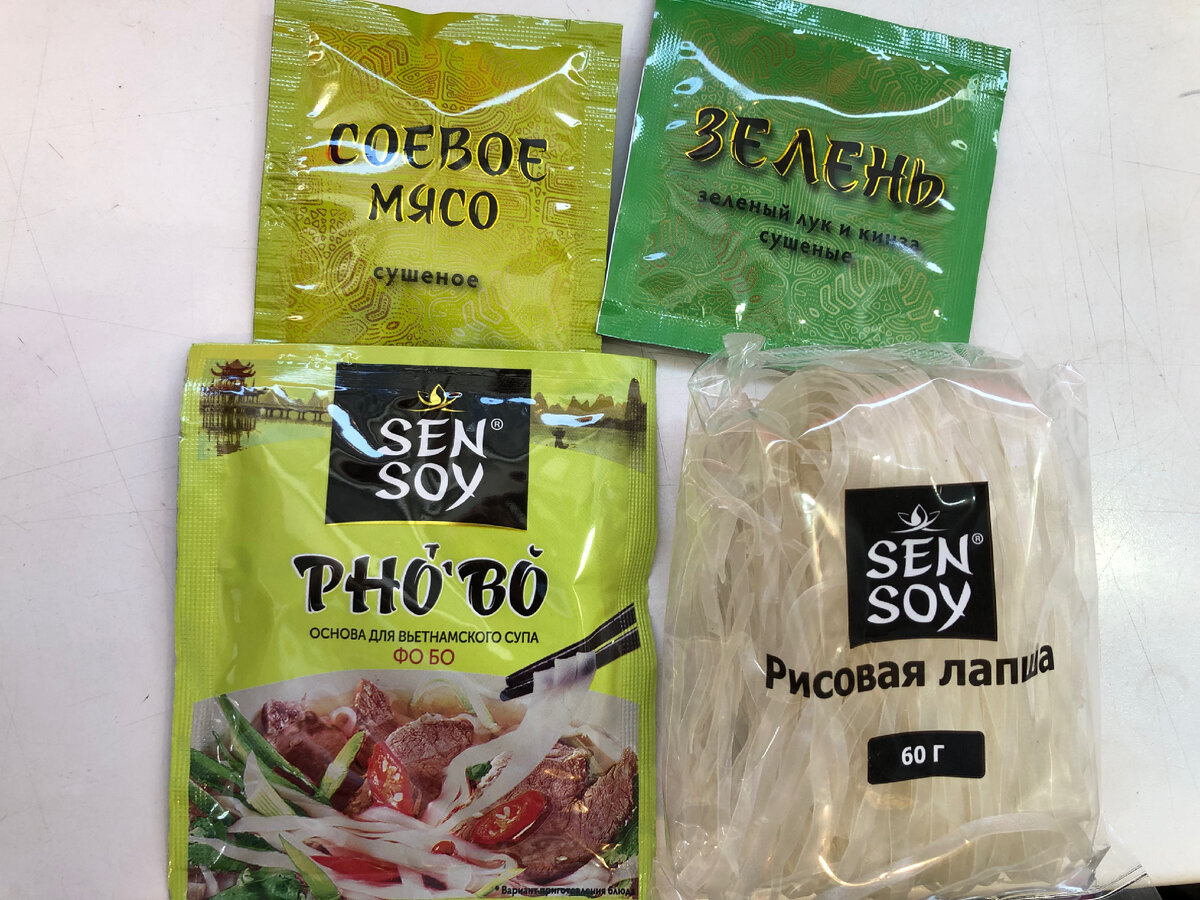 СОЕВОЕ
МЯСО
сушеное
ЗЕЛЕНЬ
зеленый лук и кинза
сушеные
SEN®
SOY
PHỞ BÒ
ОСНОВА ДЛЯ ВЬЕТНАМСКОГО СУПА
ФО БО
* Вариант приготовления блюда
SEN®
SOY
Рисовая лапша
60 Г